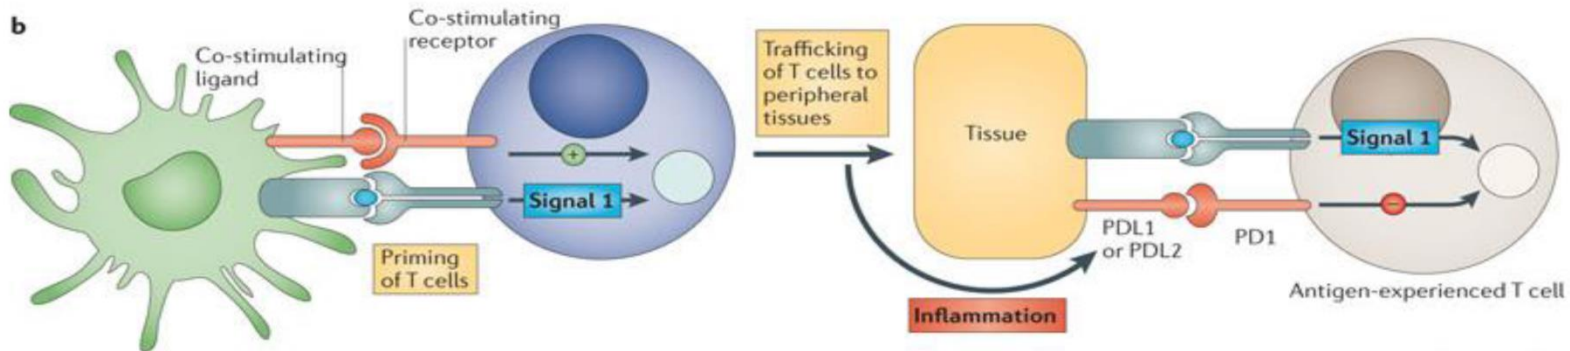 b
Co-stimulating
ligand
Co-stimulating
receptor
+
Signal 1
Priming
of T cells
Trafficking
of T cells to
peripheral
tissues
Inflammation
Tissue
Signal 1
PDL1
or PDL2
PD1
–
Antigen-experienced T cell